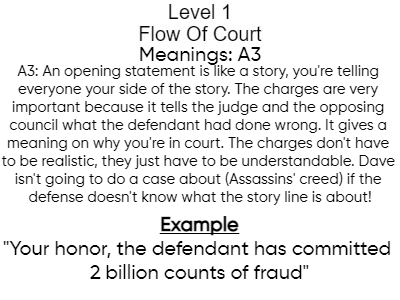 Level 1
Flow Of Court
Meanings: A3
A3: An opening statement is like a story, you're telling
everyone your side of the story. The charges are very
important because it tells the judge and the opposing
council what the defendant had done wrong. It gives a
meaning on why you're in court. The charges don't have
to be realistic, they just have to be understandable. Dave
isn't going to do a case about (Assassins' creed) if the
defense doesn't know what the story line is about!
Example
"Your honor, the defendant has committed
2 billion counts of fraud"